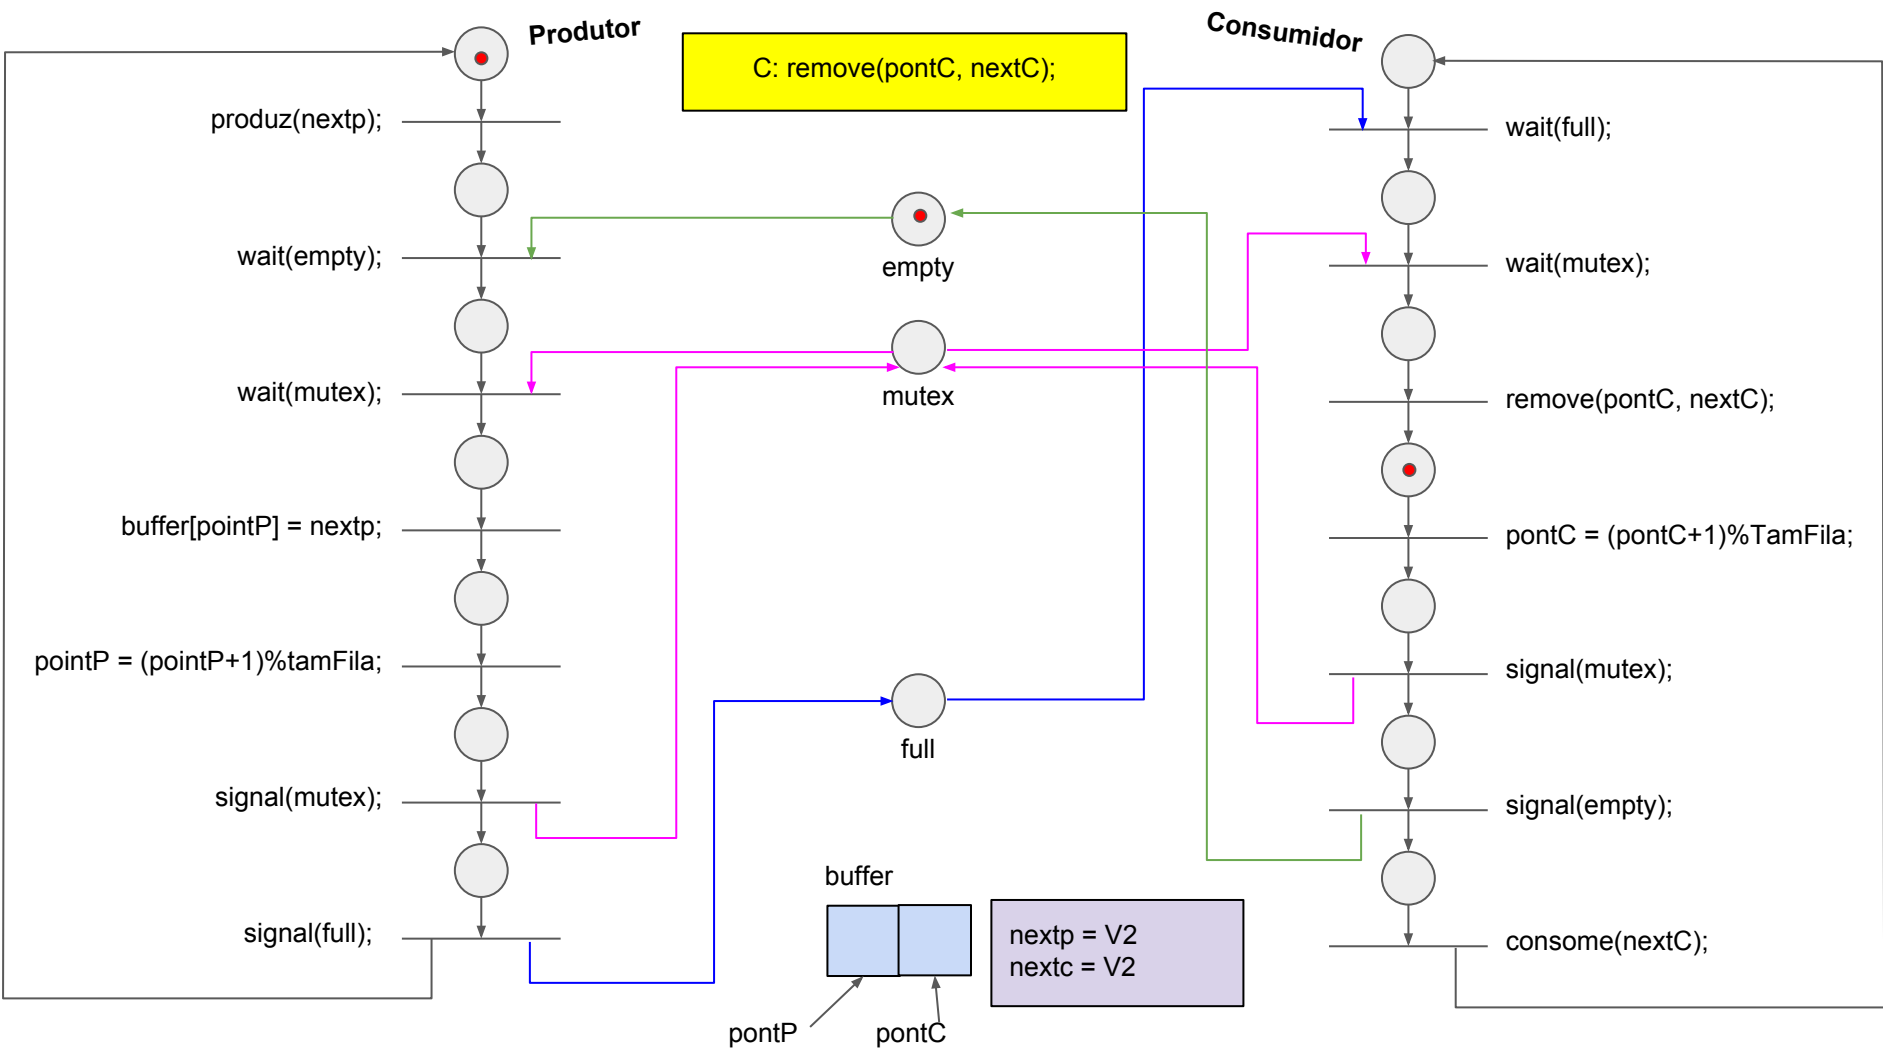 Produtor
Consumidor
C: remove(pontC, nextC);
produz(nextp);
wait(empty);
wait(mutex);
buffer[pointP] = nextp;
pointP = (pointP+1)%tamFila;
signal(mutex);
signal(full);
empty
mutex
full
wait(full);
wait(mutex);
remove(pontC, nextC);
pontC = (pontC+1)%TamFila;
signal(mutex);
signal(empty);
consome(nextC);
buffer
pontP
pontC
nextp = V2
nextc = V2